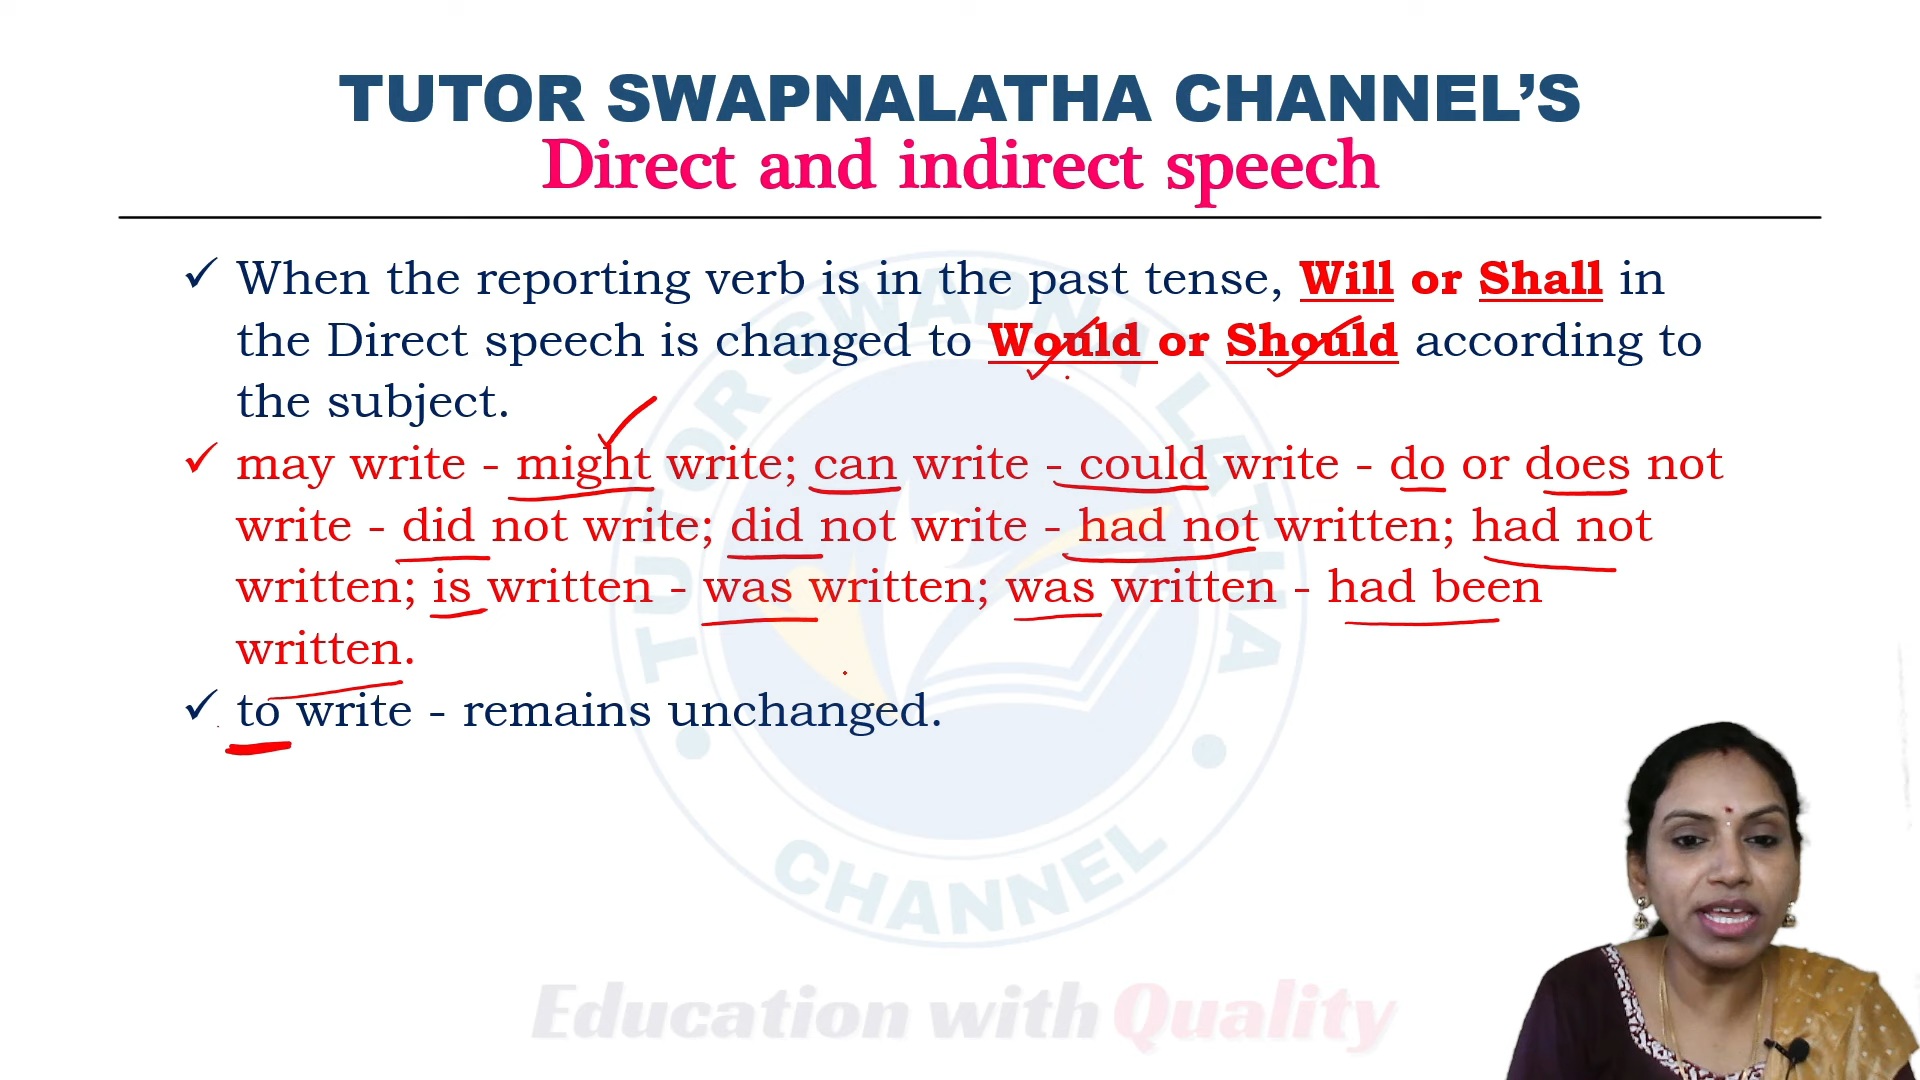 TUTOR SWAPNALATHA CHANNEL’S
Direct and indirect speech
✓ When the reporting verb is in the past tense, Will or Shall in
the Direct speech is changed to Would or Should according to
the subject.
✓ may write - might write; can write - could write - do or does not
write - did not write; did not write - had not written; had not
written; is written - was written; was written - had been
written.
✓ to write - remains unchanged.
TUTOR SWAPNA LATHA
CHANNEL
Education with Quality